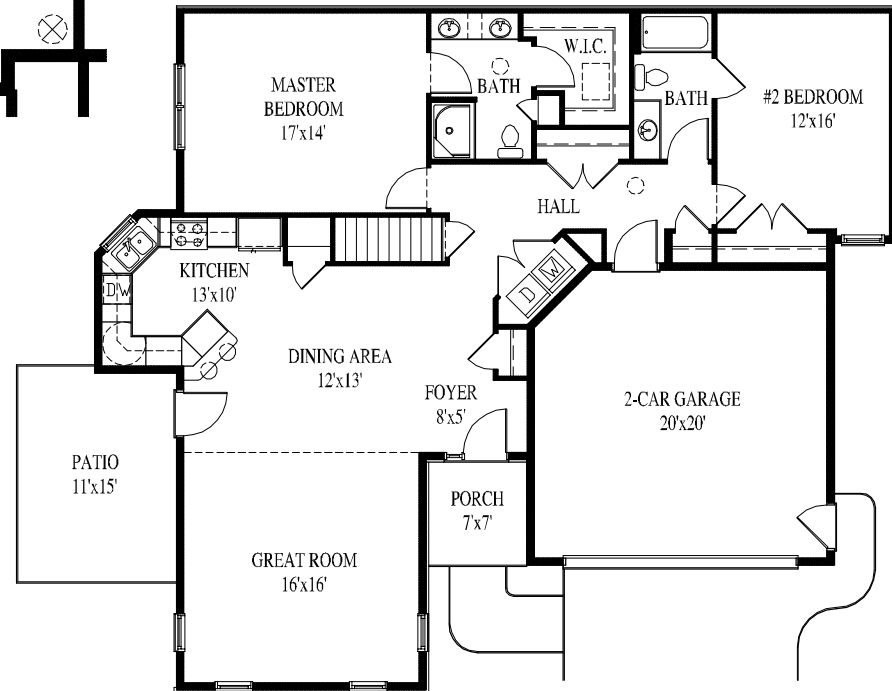 MASTER
BEDROOM
17'x14'
BATH
W.I.C.
BATH
#2 BEDROOM
12'x16'
HALL
KITCHEN
13'x10'
D W
W
D
DINING AREA
12'x13'
FOYER
8'x5'
2-CAR GARAGE
20'x20'
PATIO
11'x15'
PORCH
7'x7'
GREAT ROOM
16'x16'